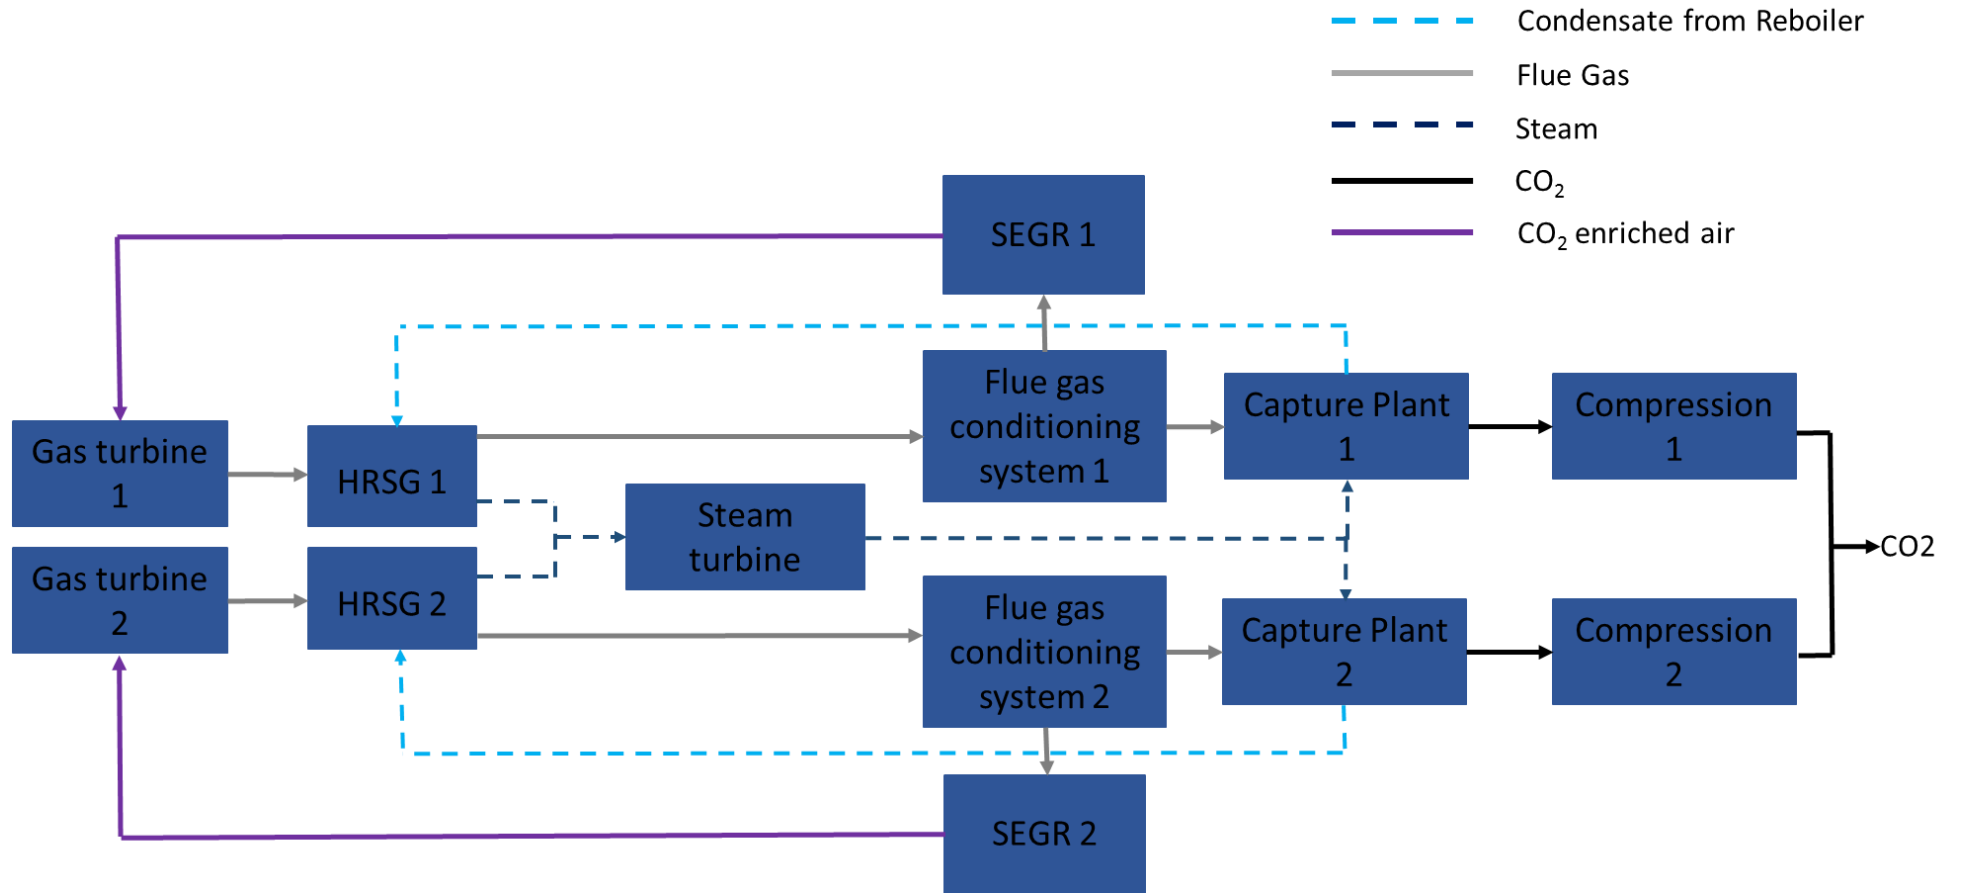 Condensate from Reboiler
Flue Gas
Steam
CO₂
CO₂ enriched air
SEGR 1
Flue gas
conditioning
system 1
Capture Plant
1
Compression
1
Gas turbine
1
HRSG 1
Steam
turbine
CO2
Gas turbine
2
HRSG 2
Flue gas
conditioning
system 2
Capture Plant
2
Compression
2
SEGR 2